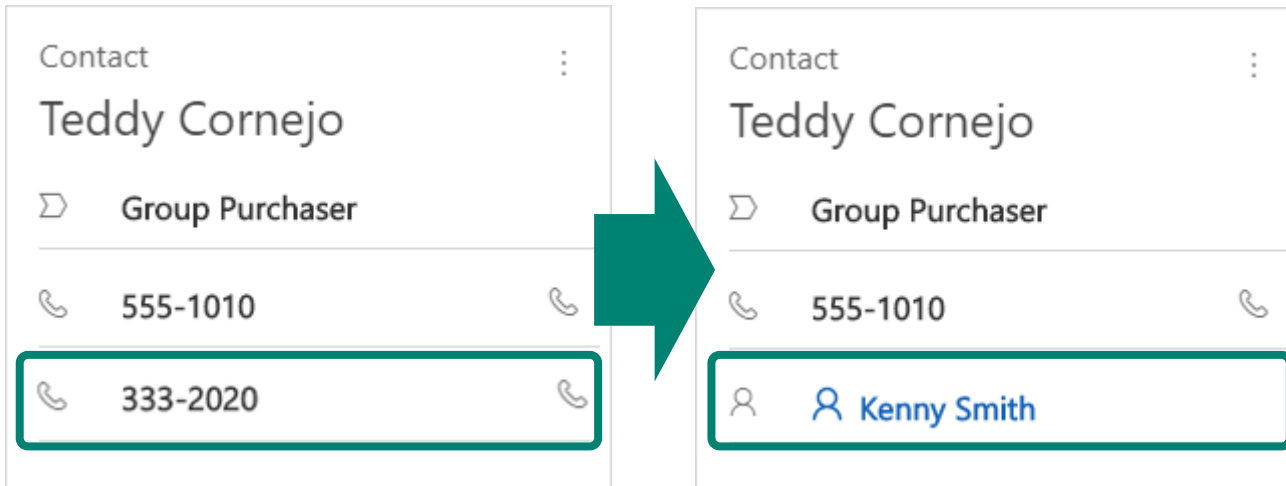 Contact
Teddy Cornejo
Group Purchaser
555-1010
333-2020
Contact
Teddy Cornejo
Group Purchaser
555-1010
Kenny Smith